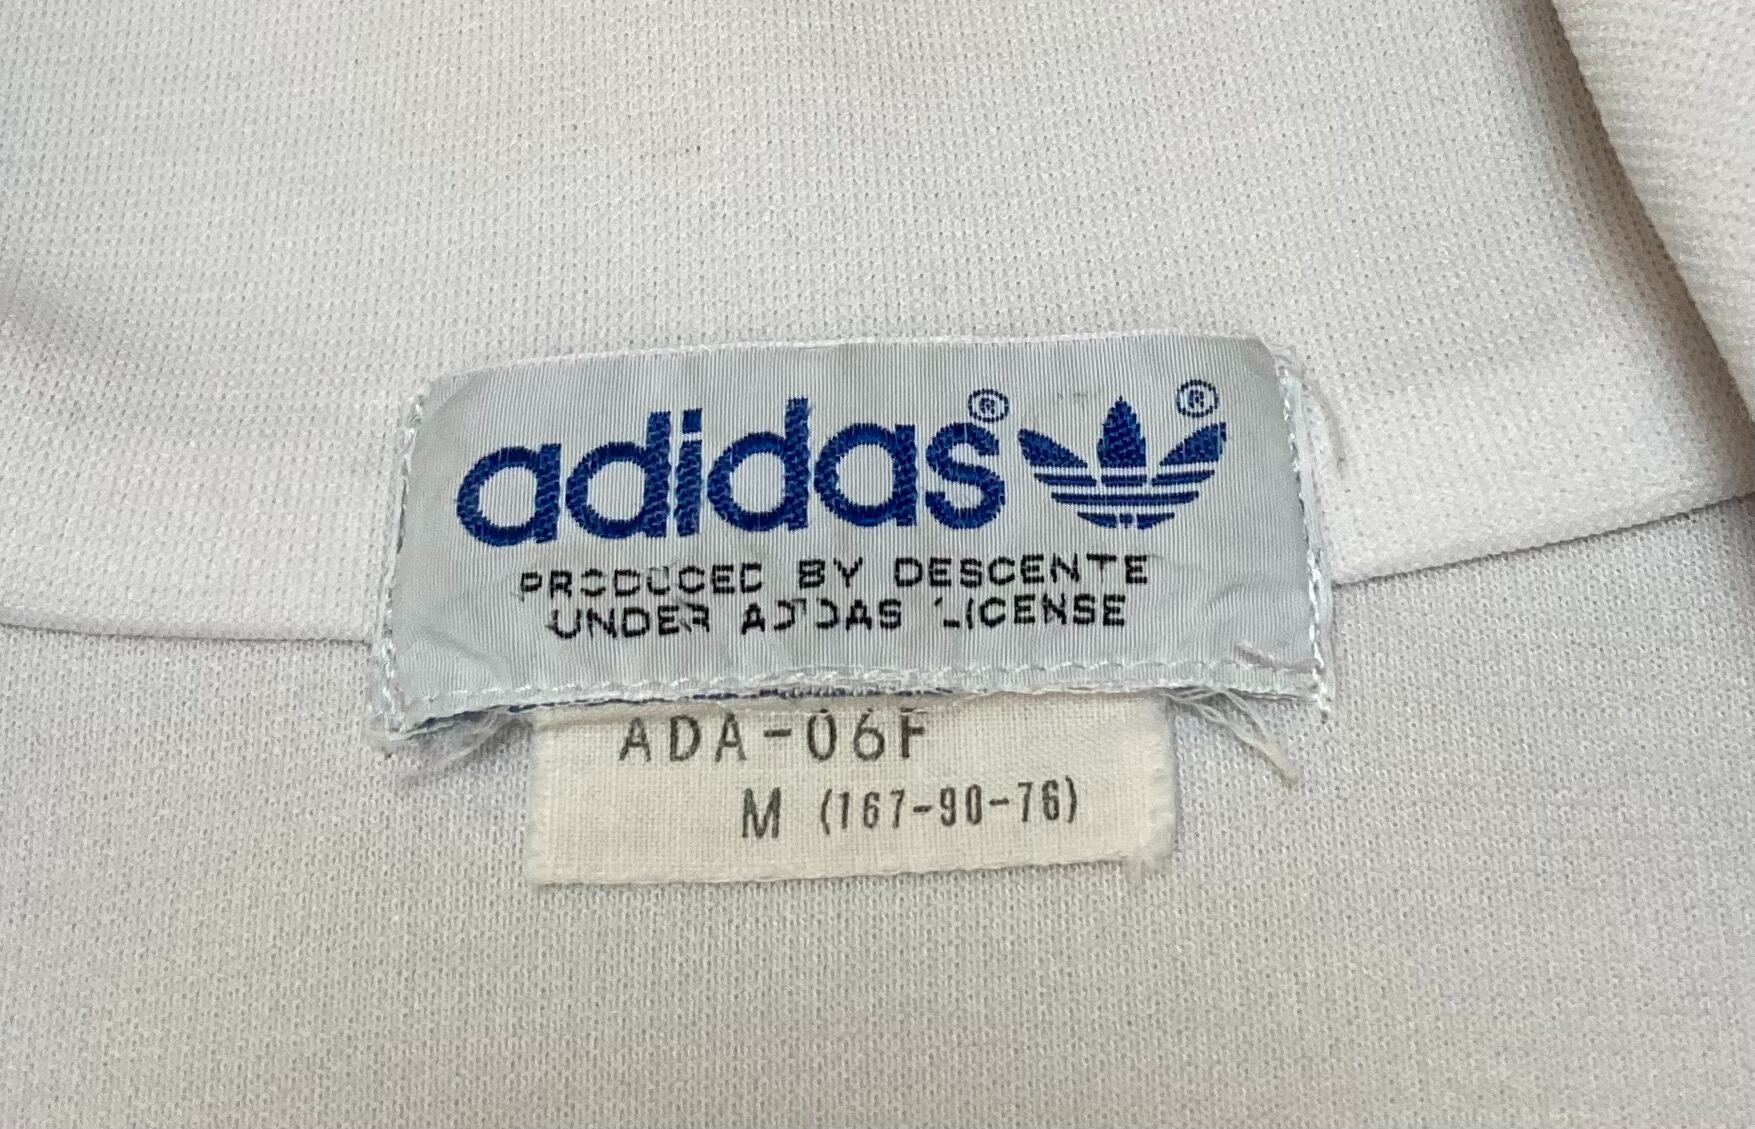 adidas®
®
PRODUCED BY DESCENTE
UNDER ADIDAS LICENSE
ADA-06F
M (167-90-76)